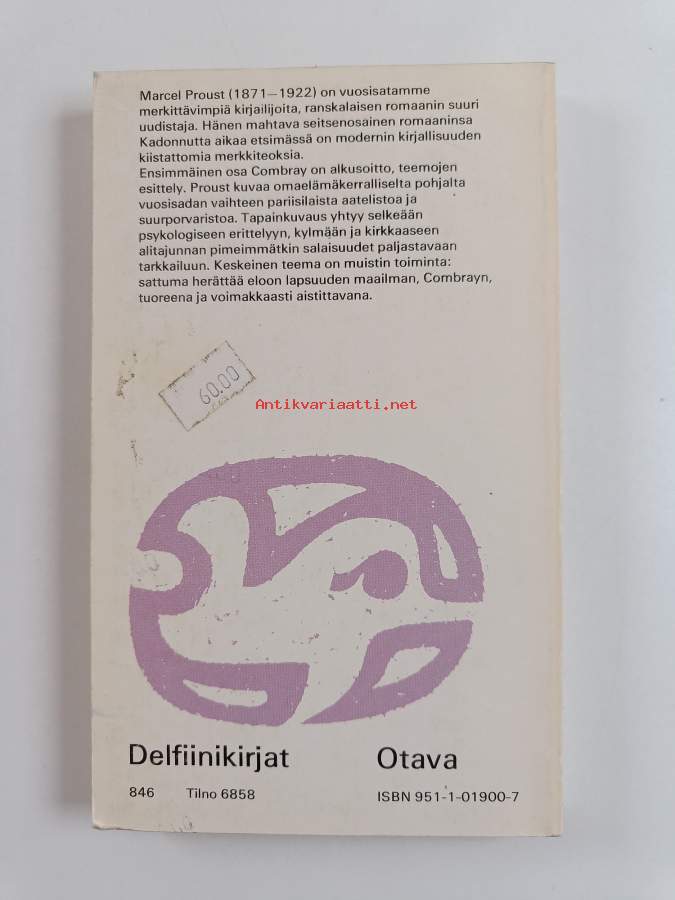 Marcel Proust (1871—1922) on vuosisatamme
merkittävimpiä kirjailijoita, ranskalaisen romaanin suuri
uudistaja. Hänen mahtava seitsenosainen romaaninsa
Kadonnutta aikaa etsimässä on modernin kirjallisuuden
kiistattomia merkkiteoksia.
Ensimmäinen osa Combray on alkusoitto, teemojen
esittely. Proust kuvaa omaelämäkerralliselta pohjalta
vuosisadan vaihteen pariisilaista aatelistoa ja
suurporvaristoa. Tapainkuvaus yhtyy selkeään
psykologiseen erittelyyn, kylmään ja kirkkaaseen
alitajunnan pimeimmätkin salaisuudet paljastavaan
tarkkailuun. Keskeinen teema on muistin toiminta:
sattuma herättää eloon lapsuuden maailman, Combrayn,
tuoreena ja voimakkaasti aistittavana.
60.00
Antikvariaatti.net
Delfiinikirjat Otava
846 Tilno 6858 ISBN 951-1-01900-7